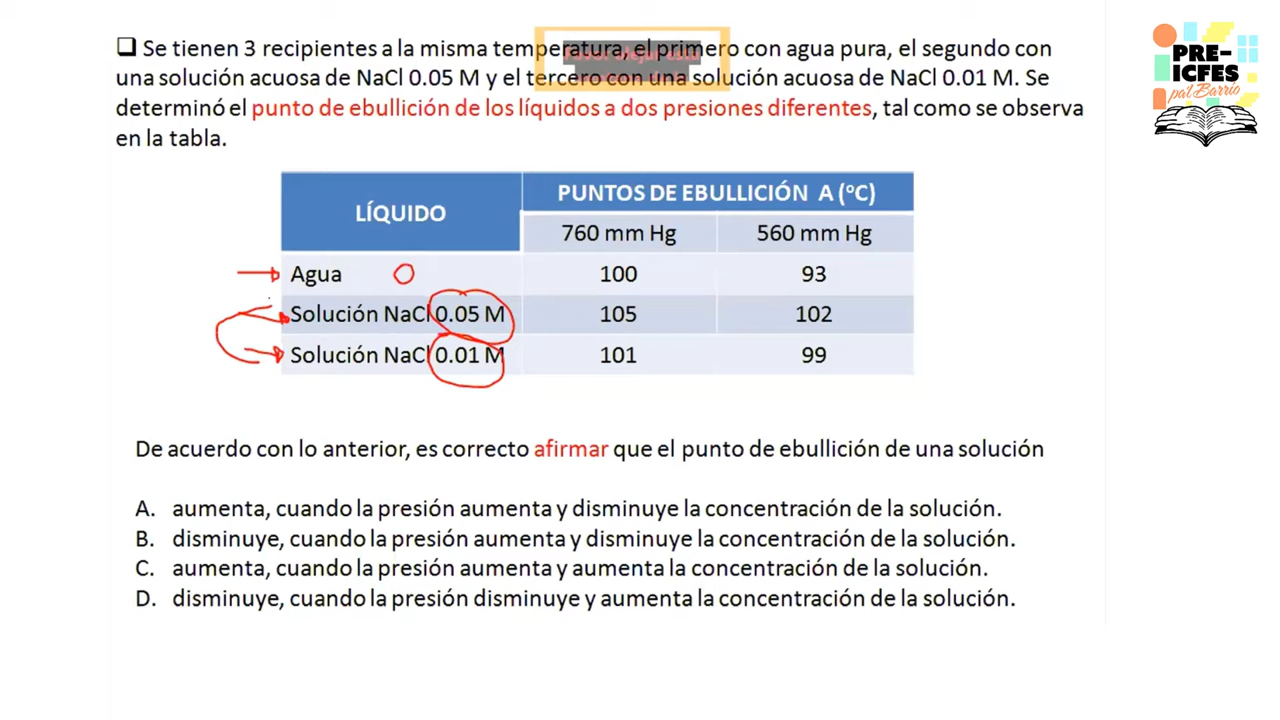 ❑ Se tienen 3 recipientes a la misma temperatura, el primero con agua pura, el segundo con
una solución acuosa de NaCl 0.05 M y el tercero con una solución acuosa de NaCl 0.01 M. Se
determinó el punto de ebullición de los líquidos a dos presiones diferentes, tal como se observa
en la tabla.
PRE-
ICFES
pa'l Barrio
LÍQUIDO
PUNTOS DE EBULLICIÓN A (°C)
760 mm Hg 560 mm Hg
Agua O 100 93
Solución NaCl 0.05 M 105 102
Solución NaCl 0.01 M 101 99
De acuerdo con lo anterior, es correcto afirmar que el punto de ebullición de una solución
A. aumenta, cuando la presión aumenta y disminuye la concentración de la solución.
B. disminuye, cuando la presión aumenta y disminuye la concentración de la solución.
C. aumenta, cuando la presión aumenta y aumenta la concentración de la solución.
D. disminuye, cuando la presión disminuye y aumenta la concentración de la solución.